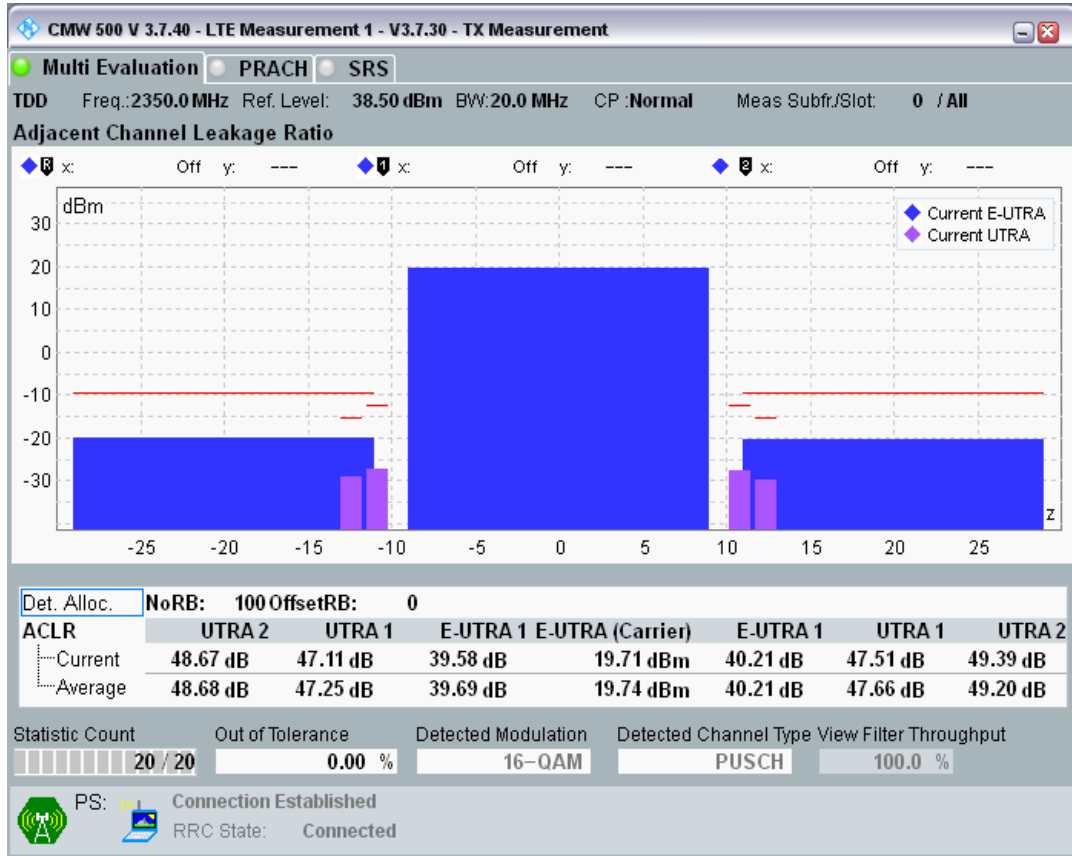 CMW 500 V 3.7.40 - LTE Measurement 1 - V3.7.30 - TX Measurement
Multi Evaluation PRACH SRS
TDD Freq.:2350.0 MHz Ref. Level: 38.50 dBm BW:20.0 MHz CP :Normal Meas Subfr./Slot: 0 / All
Adjacent Channel Leakage Ratio
R x: Off y: --- 1 x: Off y: --- 2 x: Off y: ---
dBm
Current E-UTRA
Current UTRA
30
20
10
0
-10
-20
-30
z
-25 -20 -15 -10 -5 0 5 10 15 20 25
Det. Alloc. NoRB: 100 OffsetRB: 0
ACLR UTRA 2 UTRA 1 E-UTRA 1 E-UTRA (Carrier) E-UTRA 1 UTRA 1 UTRA 2
Current 48.67 dB 47.11 dB 39.58 dB 19.71 dBm 40.21 dB 47.51 dB 49.39 dB
Average 48.68 dB 47.25 dB 39.69 dB 19.74 dBm 40.21 dB 47.66 dB 49.20 dB
Statistic Count Out of Tolerance Detected Modulation Detected Channel Type View Filter Throughput
20 / 20 0.00 % 16-QAM PUSCH 100.0 %
PS: Connection Established
RRC State: Connected